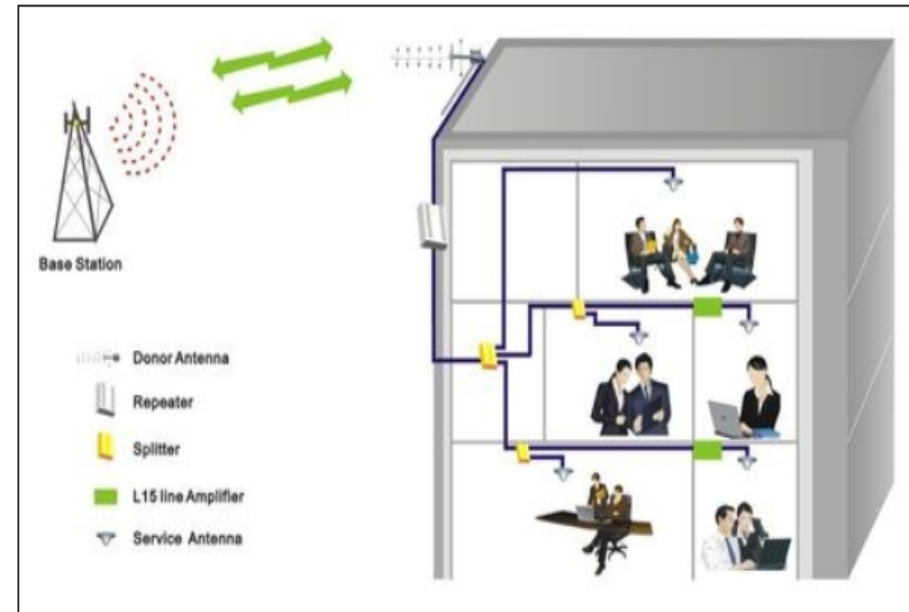 Base Station
Donor Antenna
Repeater
Splitter
L15 line Amplifier
Service Antenna